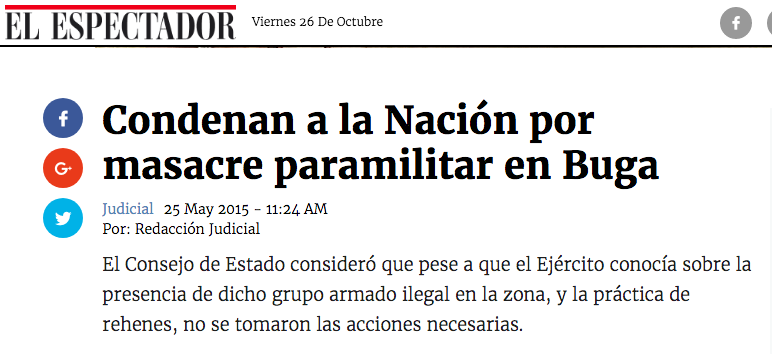 EL ESPECTADOR
Viernes 26 De Octubre
Condenan a la Nación por
masacre paramilitar en Buga
Judicial 25 May 2015 - 11:24 AM
Por: Redacción Judicial
El Consejo de Estado consideró que pese a que el Ejército conocía sobre la
presencia de dicho grupo armado ilegal en la zona, y la práctica de
rehenes, no se tomaron las acciones necesarias.